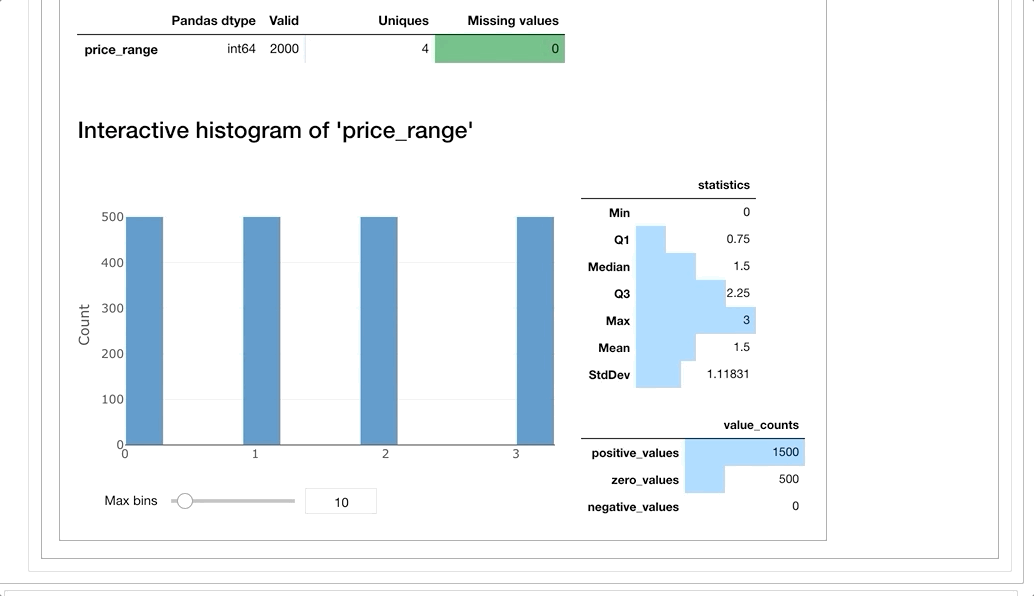 Pandas dtype Valid Uniques Missing values
price_range int64 2000 4 0
Interactive histogram of 'price_range'
statistics
Min 0
Q1 0.75
Median 1.5
Q3 2.25
Max 3
Mean 1.5
StdDev 1.11831
500
400
300
200
100
0
Count
0 1 2 3
Max bins 10
value_counts
positive_values 1500
zero_values 500
negative_values 0